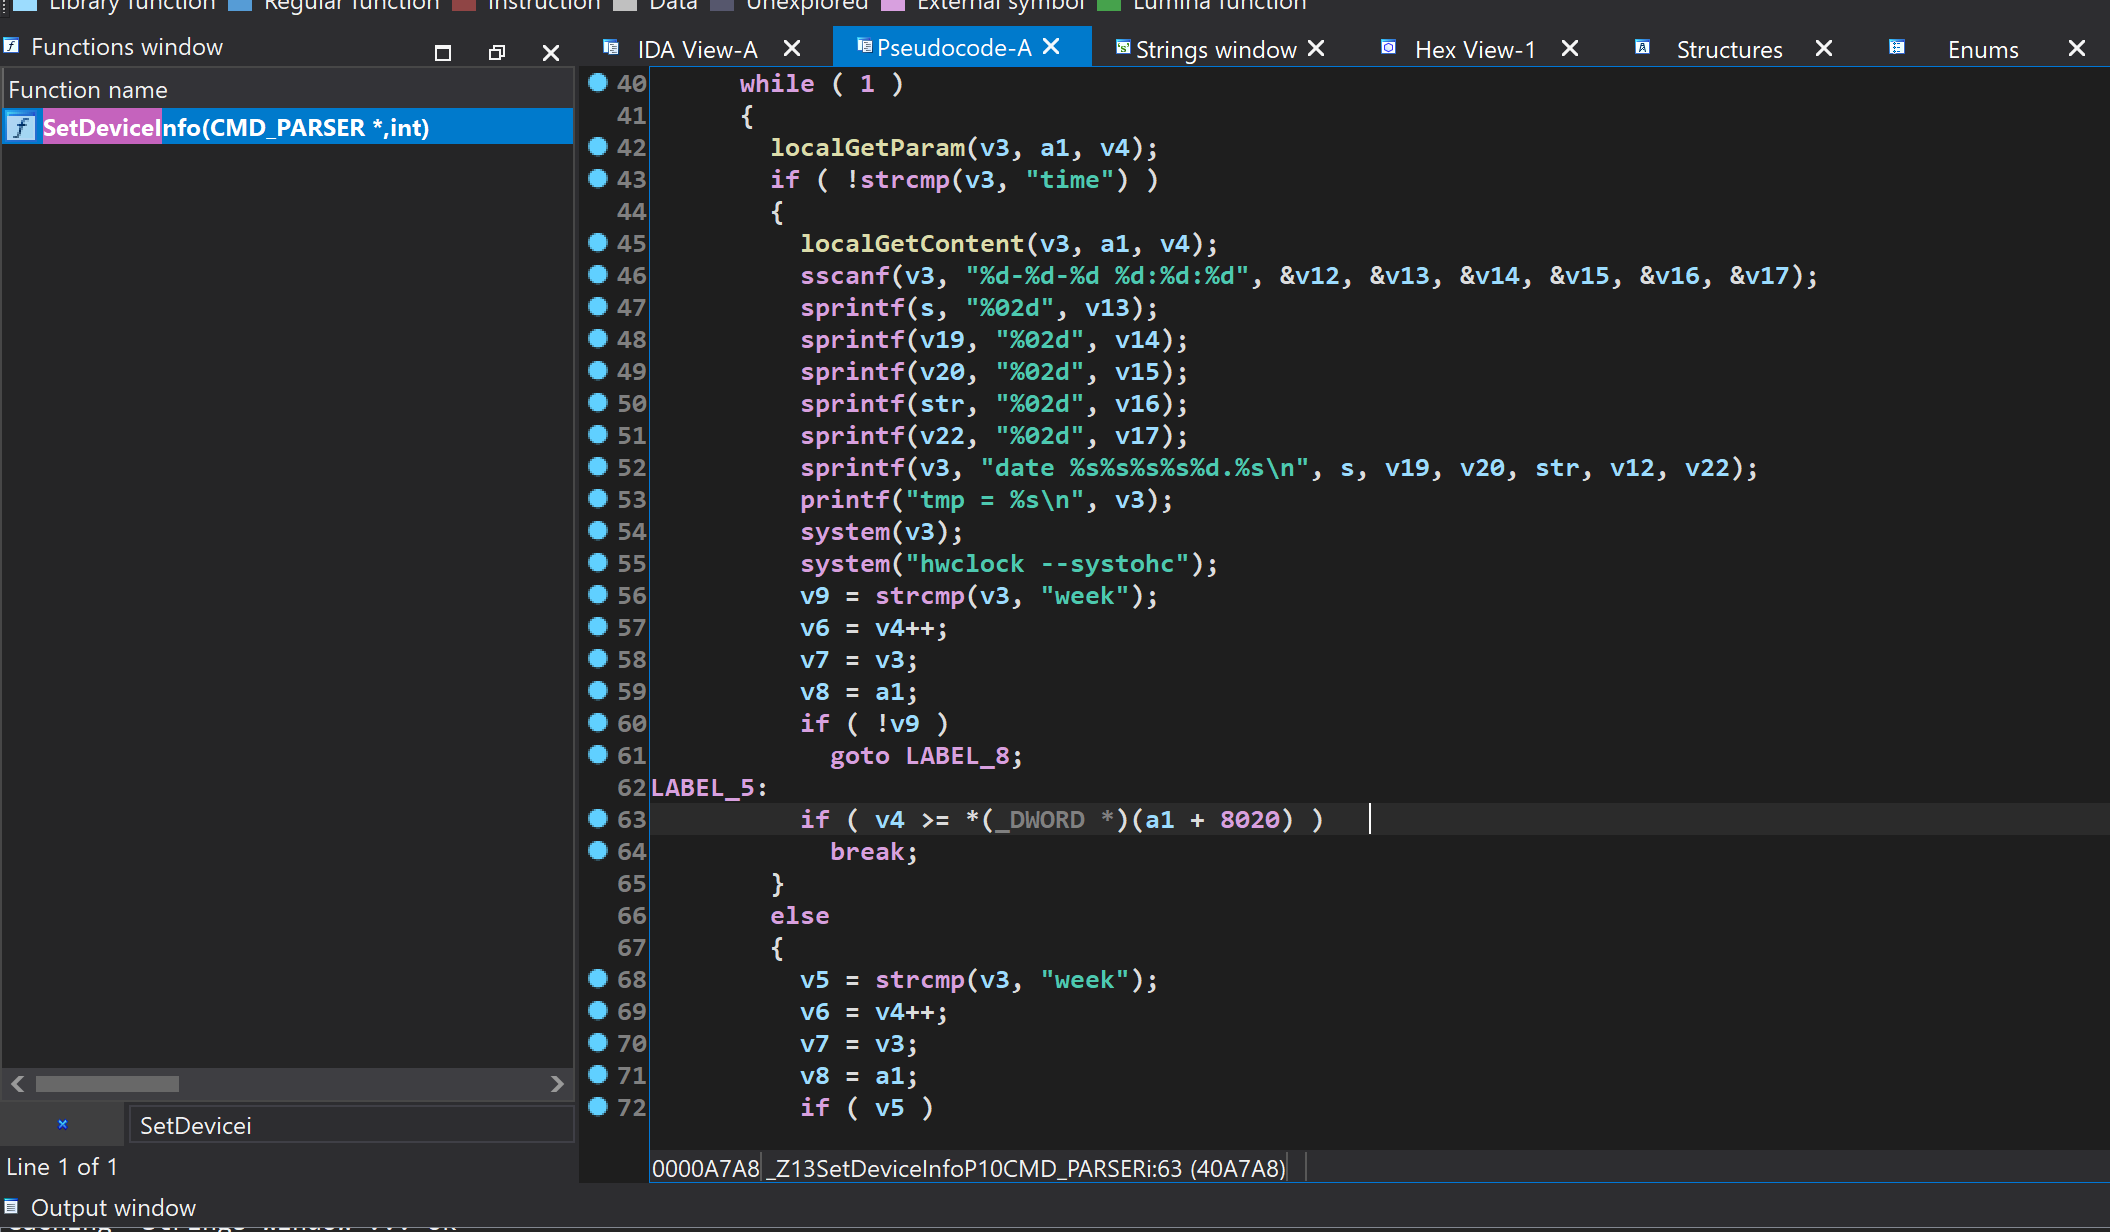 Library function Regular function Instruction Data Unexplored External symbol Lumina function
Functions window
IDA View-A Pseudocode-A Strings window Hex View-1 Structures Enums
Function name
SetDeviceInfo(CMD_PARSER *,int)
40 while ( 1 )
41 {
42 localGetParam(v3, a1, v4);
43 if ( !strcmp(v3, "time") )
44 {
45 localGetContent(v3, a1, v4);
46 sscanf(v3, "%d-%d-%d %d:%d:%d", &v12, &v13, &v14, &v15, &v16, &v17);
47 sprintf(s, "%02d", v13);
48 sprintf(v19, "%02d", v14);
49 sprintf(v20, "%02d", v15);
50 sprintf(str, "%02d", v16);
51 sprintf(v22, "%02d", v17);
52 sprintf(v3, "date %s%s%s%s%d.%s\n", s, v19, v20, str, v12, v22);
53 printf("tmp = %s\n", v3);
54 system(v3);
55 system("hwclock --systohc");
56 v9 = strcmp(v3, "week");
57 v6 = v4++;
58 v7 = v3;
59 v8 = a1;
60 if ( !v9 )
61 goto LABEL_8;
62 LABEL_5:
63 if ( v4 >= *(_DWORD *)(a1 + 8020) )
64 break;
65 }
66 else
67 {
68 v5 = strcmp(v3, "week");
69 v6 = v4++;
70 v7 = v3;
71 v8 = a1;
72 if ( v5 )
SetDevicei
Line 1 of 1
0000A7A8 _Z13SetDeviceInfoP10CMD_PARSERi:63 (40A7A8)
Output window